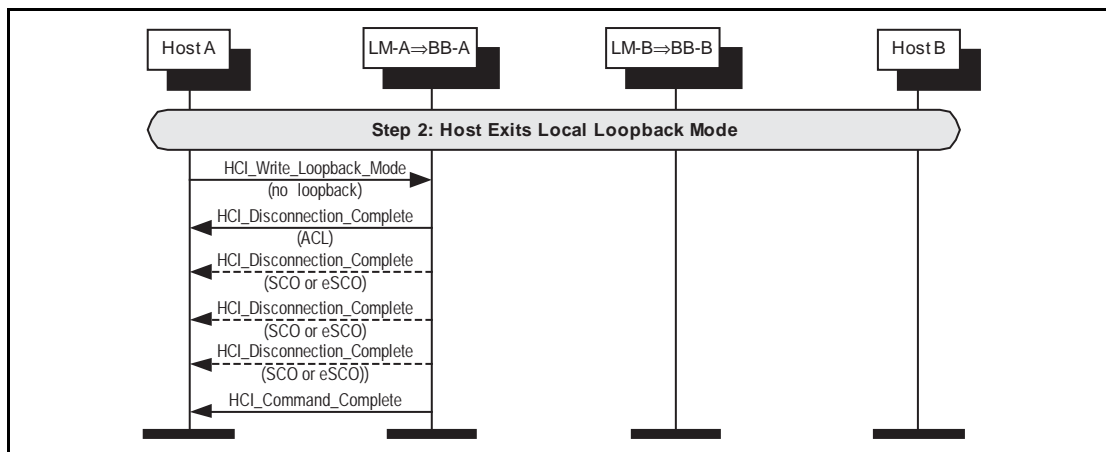 Host A
LM-A⇒BB-A
LM-B⇒BB-B
Host B
Step 2: Host Exits Local Loopback Mode
HCI_Write_Loopback_Mode
(no loopback)
HCI_Disconnection_Complete
(ACL)
HCI_Disconnection_Complete
(SCO or eSCO)
HCI_Disconnection_Complete
(SCO or eSCO)
HCI_Disconnection_Complete
(SCO or eSCO))
HCI_Command_Complete